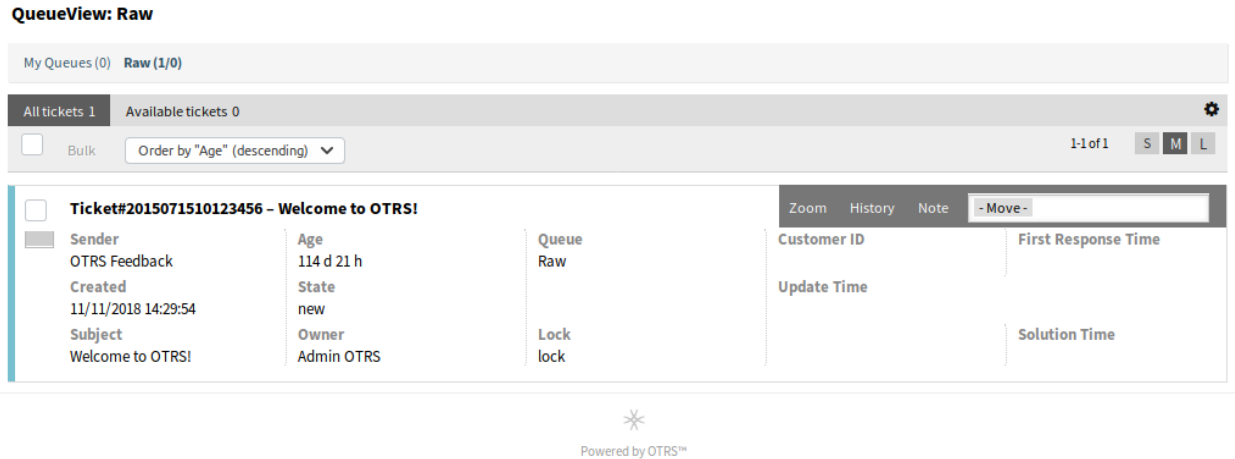 QueueView: Raw
My Queues (0) Raw (1/0)
All tickets 1 Available tickets 0
Bulk Order by "Age" (descending) 1-1 of 1 S M L
Ticket#2015071510123456 – Welcome to OTRS! Zoom History Note - Move -
Sender Age Queue Customer ID First Response Time
OTRS Feedback 114 d 21 h Raw
Created State Update Time
11/11/2018 14:29:54 new
Subject Owner Lock Solution Time
Welcome to OTRS! Admin OTRS lock
Powered by OTRS™